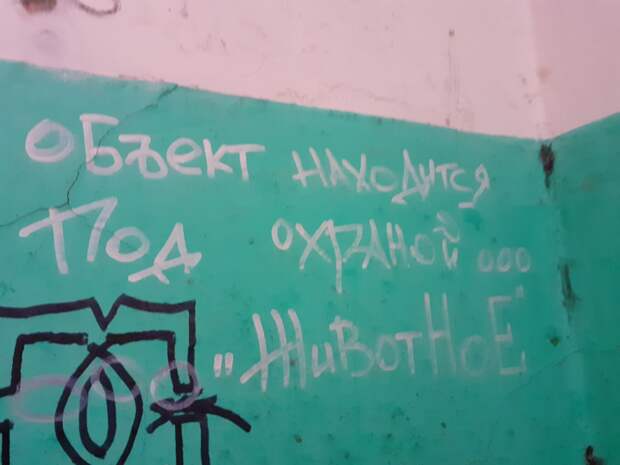 Объект находится
Под охраной ооо
"Животное"